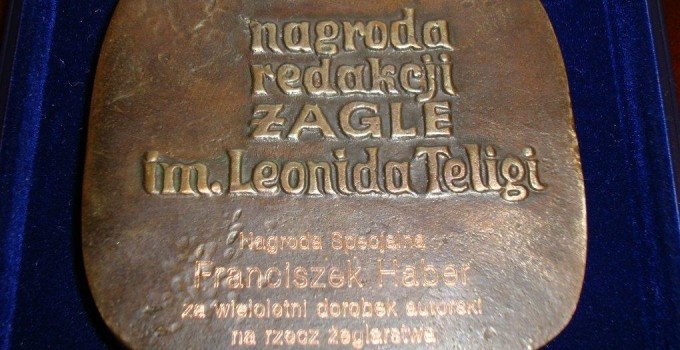 nagroda
redakcji
ŻAGLE
im. Leonida Teligi
Nagroda Specjalna
Franciszek Haber
za wieloletni dorobek autorski
na rzecz żeglarstwa